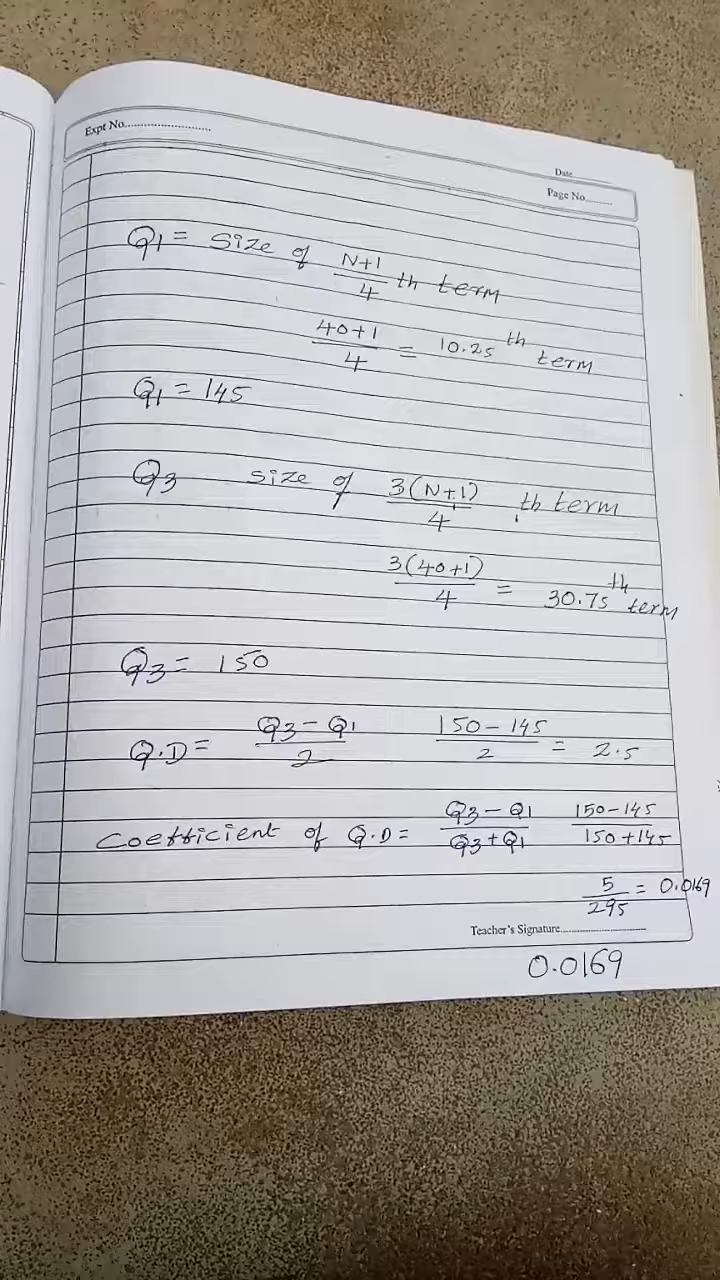 Expt No.........................
Date..........
Page No.........
Q1 = Size of N+1/4 th term
40+1/4 = 10.25 th term
Q1 = 145
Q3 size of 3(N+1)/4 th term
3(40+1)/4 = 30.75 th term
Q3 = 150
Q.D = Q3-Q1/2 150-145/2 = 2.5
Coefficient of Q.D = Q3-Q1/Q3+Q1 150-145/150+145
5/295 = 0.0169
Teacher's Signature.........................
0.0169